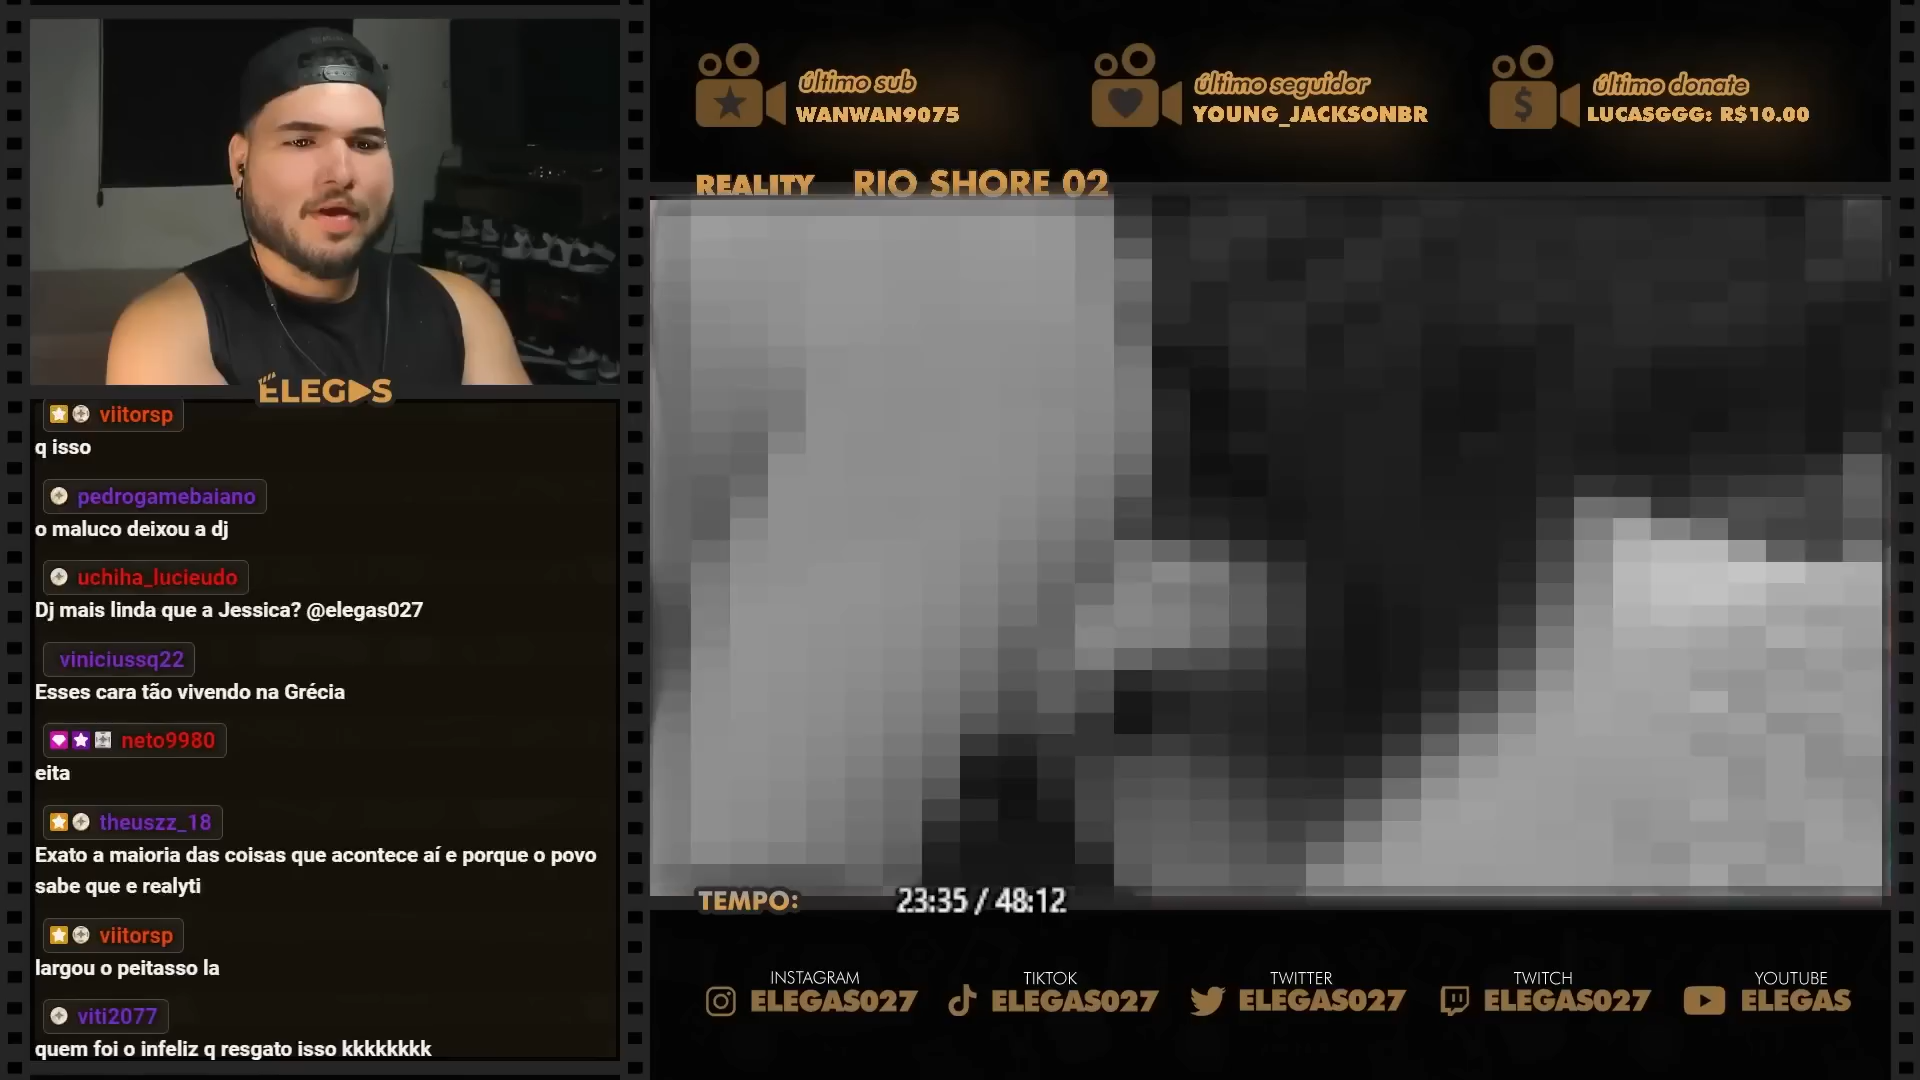 último sub
WANWAN9075
último seguidor
YOUNG_JACKSONBR
último donate
LUCASGGG: R$10.00
REALITY RIO SHORE 02
ELEGAS
viitorsp
q isso
pedrogamebaiano
o maluco deixou a dj
uchiha_lucieudo
Dj mais linda que a Jessica? @elegas027
viniciussq22
Esses cara tão vivendo na Grécia
neto9980
eita
theuszz_18
Exato a maioria das coisas que acontece aí e porque o povo
sabe que e realyti
viitorsp
largou o peitasso la
viti2077
quem foi o infeliz q resgato isso kkkkkkkk
TEMPO: 23:35 / 48:12
INSTAGRAM
ELEGAS027
TIKTOK
ELEGAS027
TWITTER
ELEGAS027
TWITCH
ELEGAS027
YOUTUBE
ELEGAS